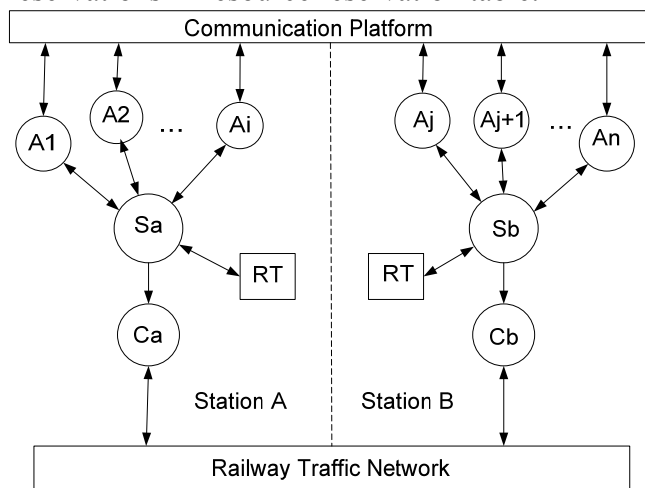 Communication Platform
A1
A2
...
Ai
Aj
Aj+1
...
An
Sa
Sb
RT
RT
Ca
Cb
Station A
Station B
Railway Traffic Network